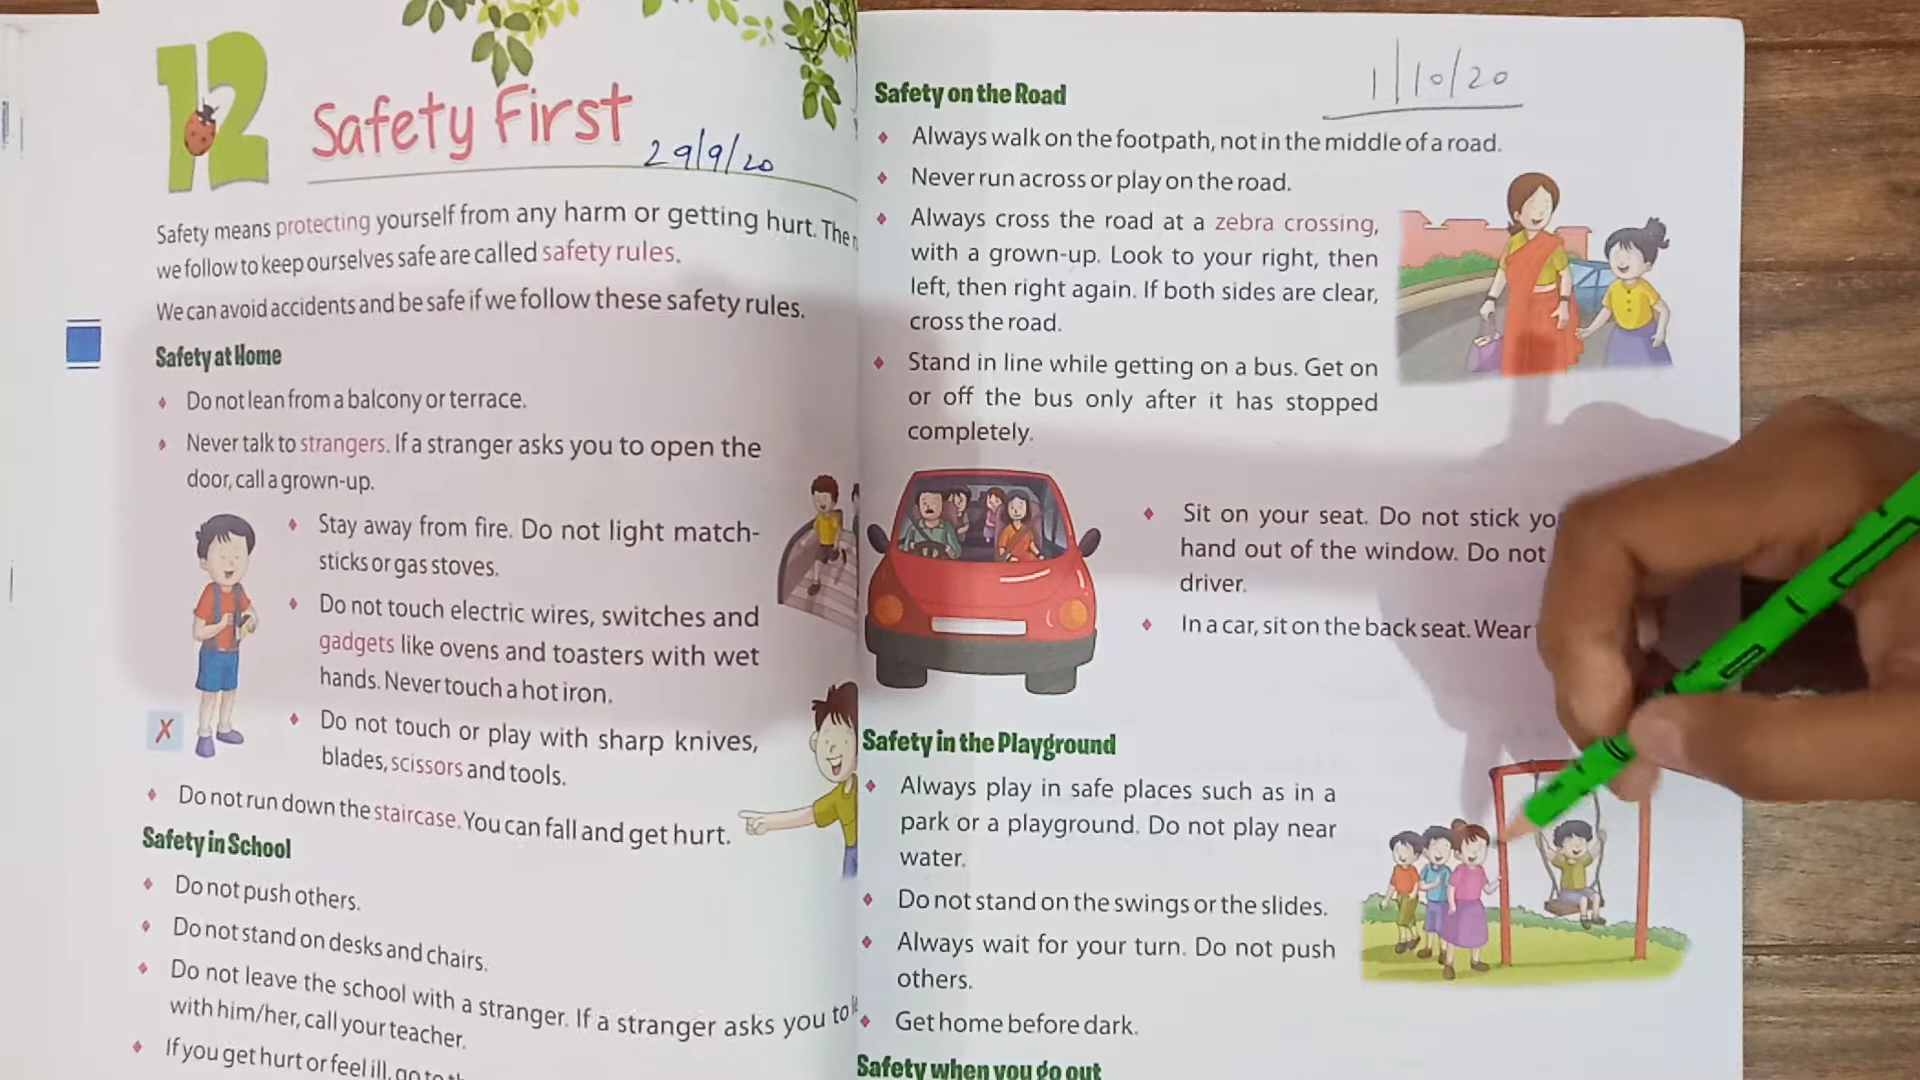 12
Safety First
29/9/20
Safety means protecting yourself from any harm or getting hurt. The
we follow to keep ourselves safe are called safety rules.
We can avoid accidents and be safe if we follow these safety rules.
Safety at Home
Do not lean from a balcony or terrace.
Never talk to strangers. If a stranger asks you to open the
door, call a grown-up.
Stay away from fire. Do not light match-
sticks or gas stoves.
Do not touch electric wires, switches and
gadgets like ovens and toasters with wet
hands. Never touch a hot iron.
Do not touch or play with sharp knives,
blades, scissors and tools.
X
Do not run down the staircase. You can fall and get hurt.
Safety in School
Do not push others.
Do not stand on desks and chairs.
Do not leave the school with a stranger. If a stranger asks you to
with him/her, call your teacher.
If you get hurt or feel ill, go to
1/10/20
Safety on the Road
Always walk on the footpath, not in the middle of a road.
Never run across or play on the road.
Always cross the road at a zebra crossing,
with a grown-up. Look to your right, then
left, then right again. If both sides are clear,
cross the road.
Stand in line while getting on a bus. Get on
or off the bus only after it has stopped
completely.
Sit on your seat. Do not stick yo
hand out of the window. Do not
driver.
In a car, sit on the back seat. Wear
Safety in the Playground
Always play in safe places such as in a
park or a playground. Do not play near
water.
Do not stand on the swings or the slides.
Always wait for your turn. Do not push
others.
Get home before dark.
Safety when you go out